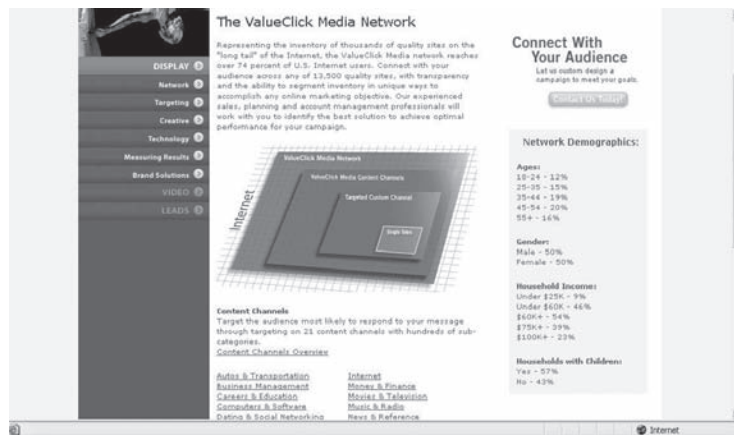 DISPLAY
Network
Targeting
Creative
Technology
Measuring Results
Brand Solutions
VIDEO
LEADS
The ValueClick Media Network
Representing the inventory of thousands of quality sites on the
"long tail" of the Internet, the ValueClick Media network reaches
over 74 percent of U.S. Internet users. Connect with your
audience across any of 13,500 quality sites, with transparency
and the ability to segment inventory in unique ways to
accomplish any online marketing objective. Our experienced
sales, planning and account management professionals will
work with you to identify the best solution to achieve optimal
performance for your campaign.
Internet
ValueClick Media Network
ValueClick Media Content Channels
Targeted Custom Channel
Single Sites
Content Channels
Target the audience most likely to respond to your message
through targeting on 21 content channels with hundreds of sub-
categories.
Content Channels Overview
Autos & Transportation
Business Management
Careers & Education
Computers & Software
Dating & Social Networking
Internet
Money & Finance
Movies & Television
Music & Radio
News & Reference
Connect With
Your Audience
Let us custom design a
campaign to meet your goals.
Contact Us Today!
Network Demographics:
Ages:
18-24 - 12%
25-35 - 15%
35-44 - 19%
45-54 - 20%
55+ - 16%
Gender:
Male - 50%
Female - 50%
Household Income:
Under $25K - 9%
Under $60K - 46%
$60K+ - 54%
$75K+ - 39%
$100K+ - 23%
Households with Children:
Yes - 57%
No - 43%
Internet